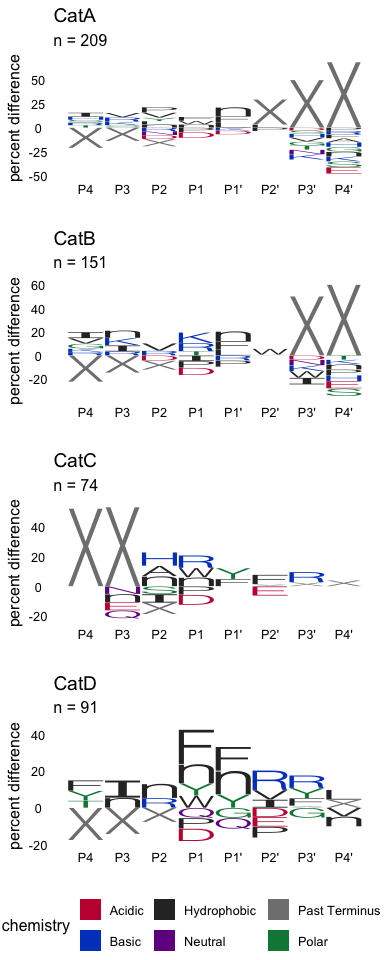 CatA
n = 209
percent difference
50
25
0
-25
-50
P4 P3 P2 P1 P1' P2' P3' P4'
CatB
n = 151
percent difference
60
40
20
0
-20
P4 P3 P2 P1 P1' P2' P3' P4'
CatC
n = 74
percent difference
40
20
0
-20
P4 P3 P2 P1 P1' P2' P3' P4'
CatD
n = 91
percent difference
40
20
0
-20
P4 P3 P2 P1 P1' P2' P3' P4'
chemistry
Acidic Hydrophobic Past Terminus
Basic Neutral Polar